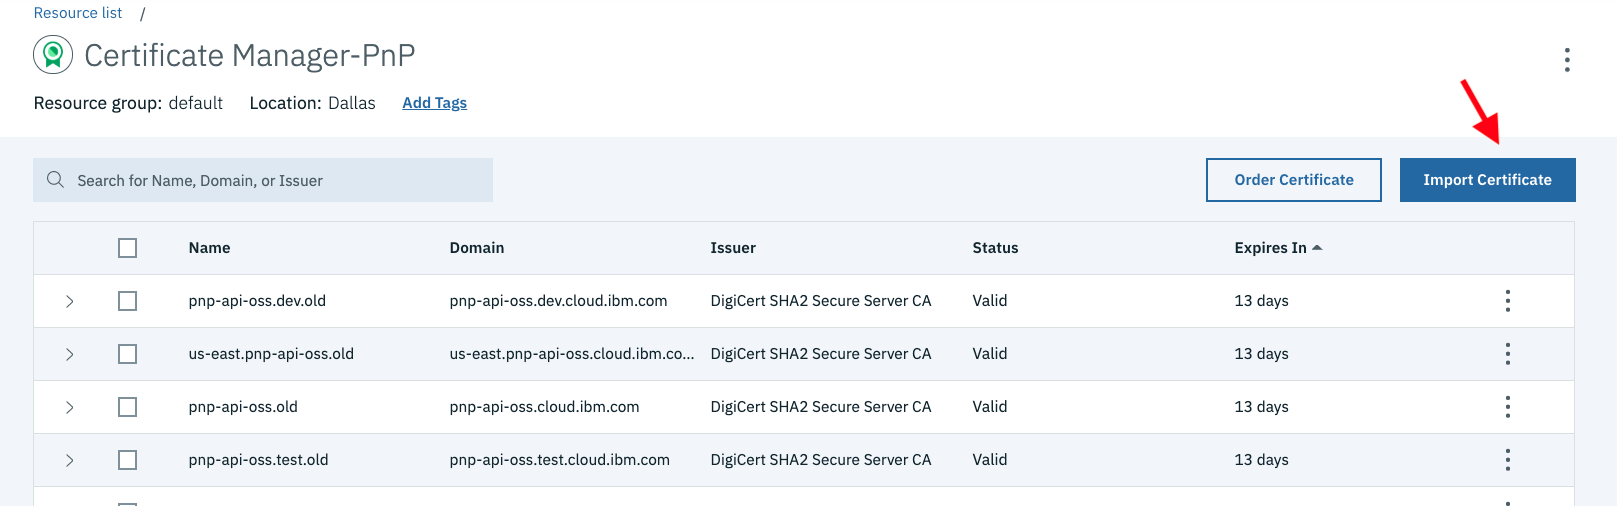 Resource list /
Certificate Manager-PnP
Resource group: default Location: Dallas Add Tags
Search for Name, Domain, or Issuer Order Certificate Import Certificate
Name Domain Issuer Status Expires In
pnp-api-oss.dev.old pnp-api-oss.dev.cloud.ibm.com DigiCert SHA2 Secure Server CA Valid 13 days
us-east.pnp-api-oss.old us-east.pnp-api-oss.cloud.ibm.co... DigiCert SHA2 Secure Server CA Valid 13 days
pnp-api-oss.old pnp-api-oss.cloud.ibm.com DigiCert SHA2 Secure Server CA Valid 13 days
pnp-api-oss.test.old pnp-api-oss.test.cloud.ibm.com DigiCert SHA2 Secure Server CA Valid 13 days